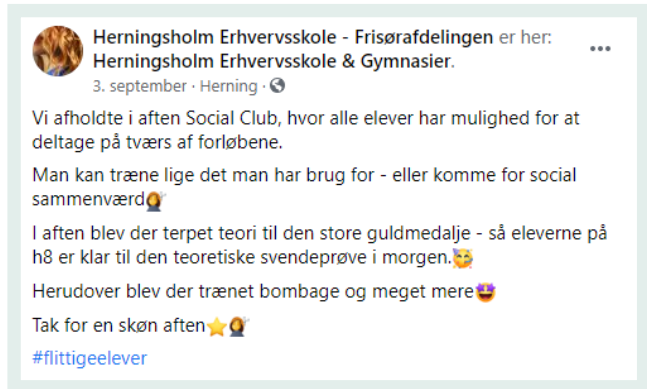 Herningsholm Erhvervsskole - Frisørafdelingen er her:
Herningsholm Erhvervsskole & Gymnasier.
3. september · Herning ·
Vi afholdte i aften Social Club, hvor alle elever har mulighed for at
deltage på tværs af forløbene.
Man kan træne lige det man har brug for - eller komme for social
sammenværd
I aften blev der terpet teori til den store guldmedalje - så eleverne på
h8 er klar til den teoretiske svendeprøve i morgen.
Herudover blev der trænet bombage og meget mere
Tak for en skøn aften
#flittigeelever